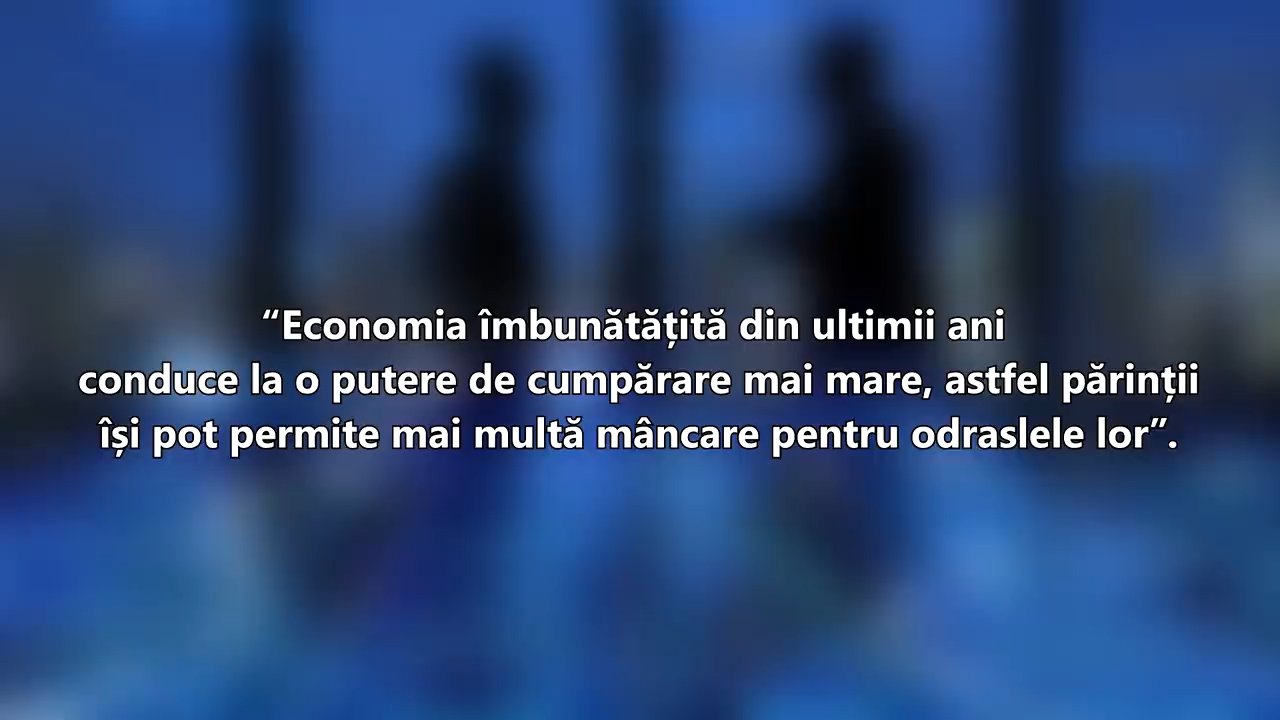 “Economia îmbunătățită din ultimii ani
conduce la o putere de cumpărare mai mare, astfel părinții
își pot permite mai multă mâncare pentru odraslele lor”.